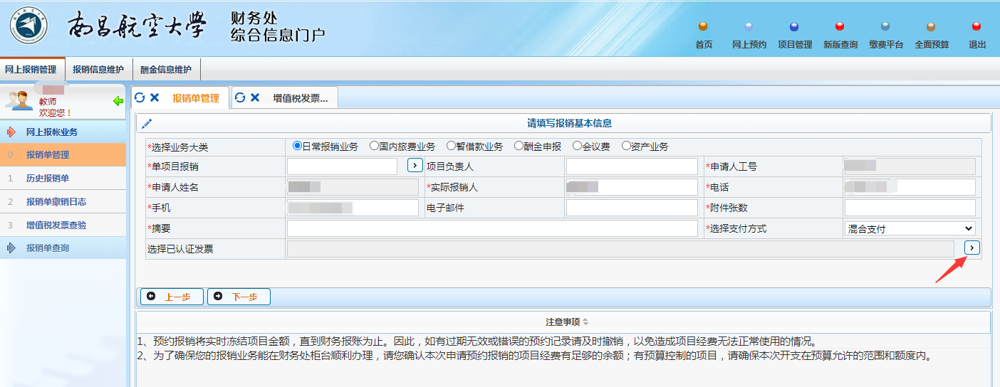 南昌航空大学
财务处
综合信息门户
首页 网上预约 项目管理 新版查询 缴费平台 全面预算 退出
网上报销管理 报销信息维护 酬金信息维护
教师
欢迎您！
网上报帐业务
0 报销单管理
1 历史报销单
2 报销单撤销日志
3 增值税发票查验
报销单查询
报销单管理 增值税发票...
请填写报销基本信息
*选择业务大类 日常报销业务 国内旅费业务 暂借款业务 酬金申报 会议费 资产业务
*单项目报销 项目负责人 *申请人工号
*申请人姓名 *实际报销人 *电话
*手机 电子邮件 *附件张数
*摘要 *选择支付方式 混合支付
选择已认证发票
上一步 下一步
注意事项
1、预约报销将实时冻结项目金额，直到财务报账为止。因此，如有过期无效或错误的预约记录请及时撤销，以免造成项目经费无法正常使用的情况。
2、为了确保您的报销业务能在财务处柜台顺利办理，请您确认本次申请预约报销的项目经费有足够的余额；有预算控制的项目，请确保本次开支在预算允许的范围和额度内。